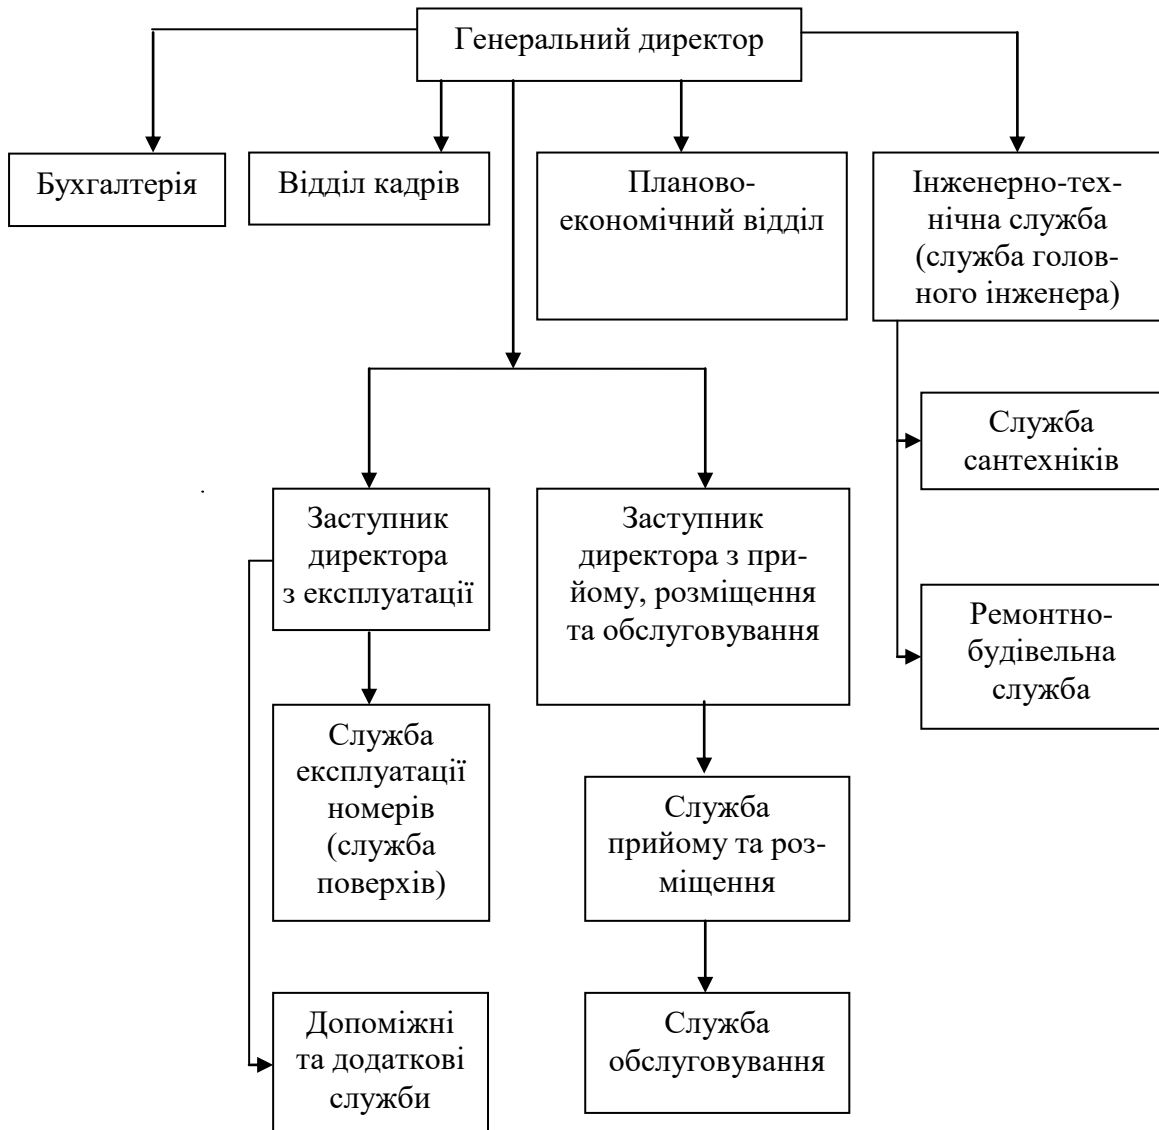 Генеральний директор
Бухгалтерія
Відділ кадрів
Планово-
економічний відділ
Інженерно-тех-
нічна служба
(служба голов-
ного інженера)
Служба
сантехніків
Заступник
директора
з експлуатації
Заступник
директора з при-
йому, розміщення
та обслуговування
Ремонтно-
будівельна
служба
Служба
експлуатації
номерів
(служба
поверхів)
Служба
прийому та роз-
міщення
Допоміжні
та додаткові
служби
Служба
обслуговування